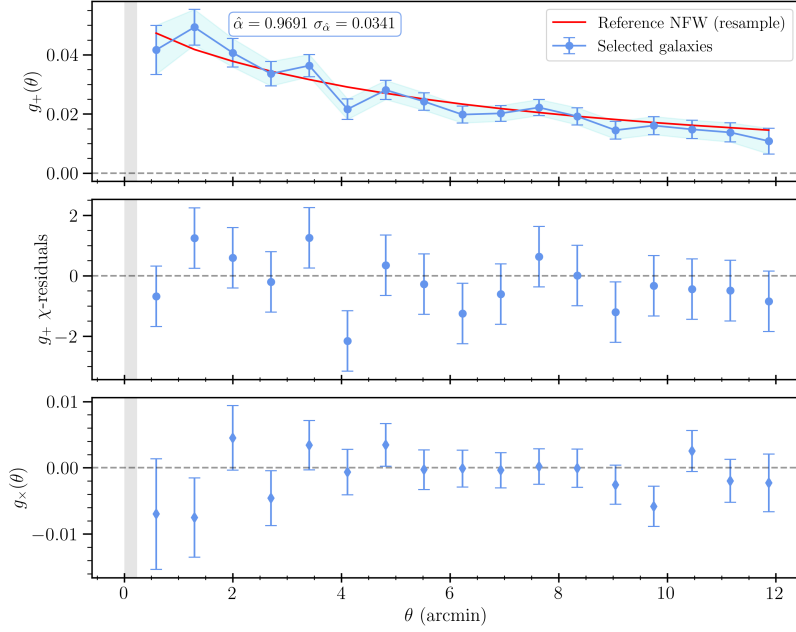 α̂ = 0.9691 σ_α̂ = 0.0341
Reference NFW (resample)
Selected galaxies
g₊(θ)
0.04
0.02
0.00
g₊ χ-residuals
2
0
−2
g×(θ)
0.01
0.00
−0.01
0 2 4 6 8 10 12
θ (arcmin)